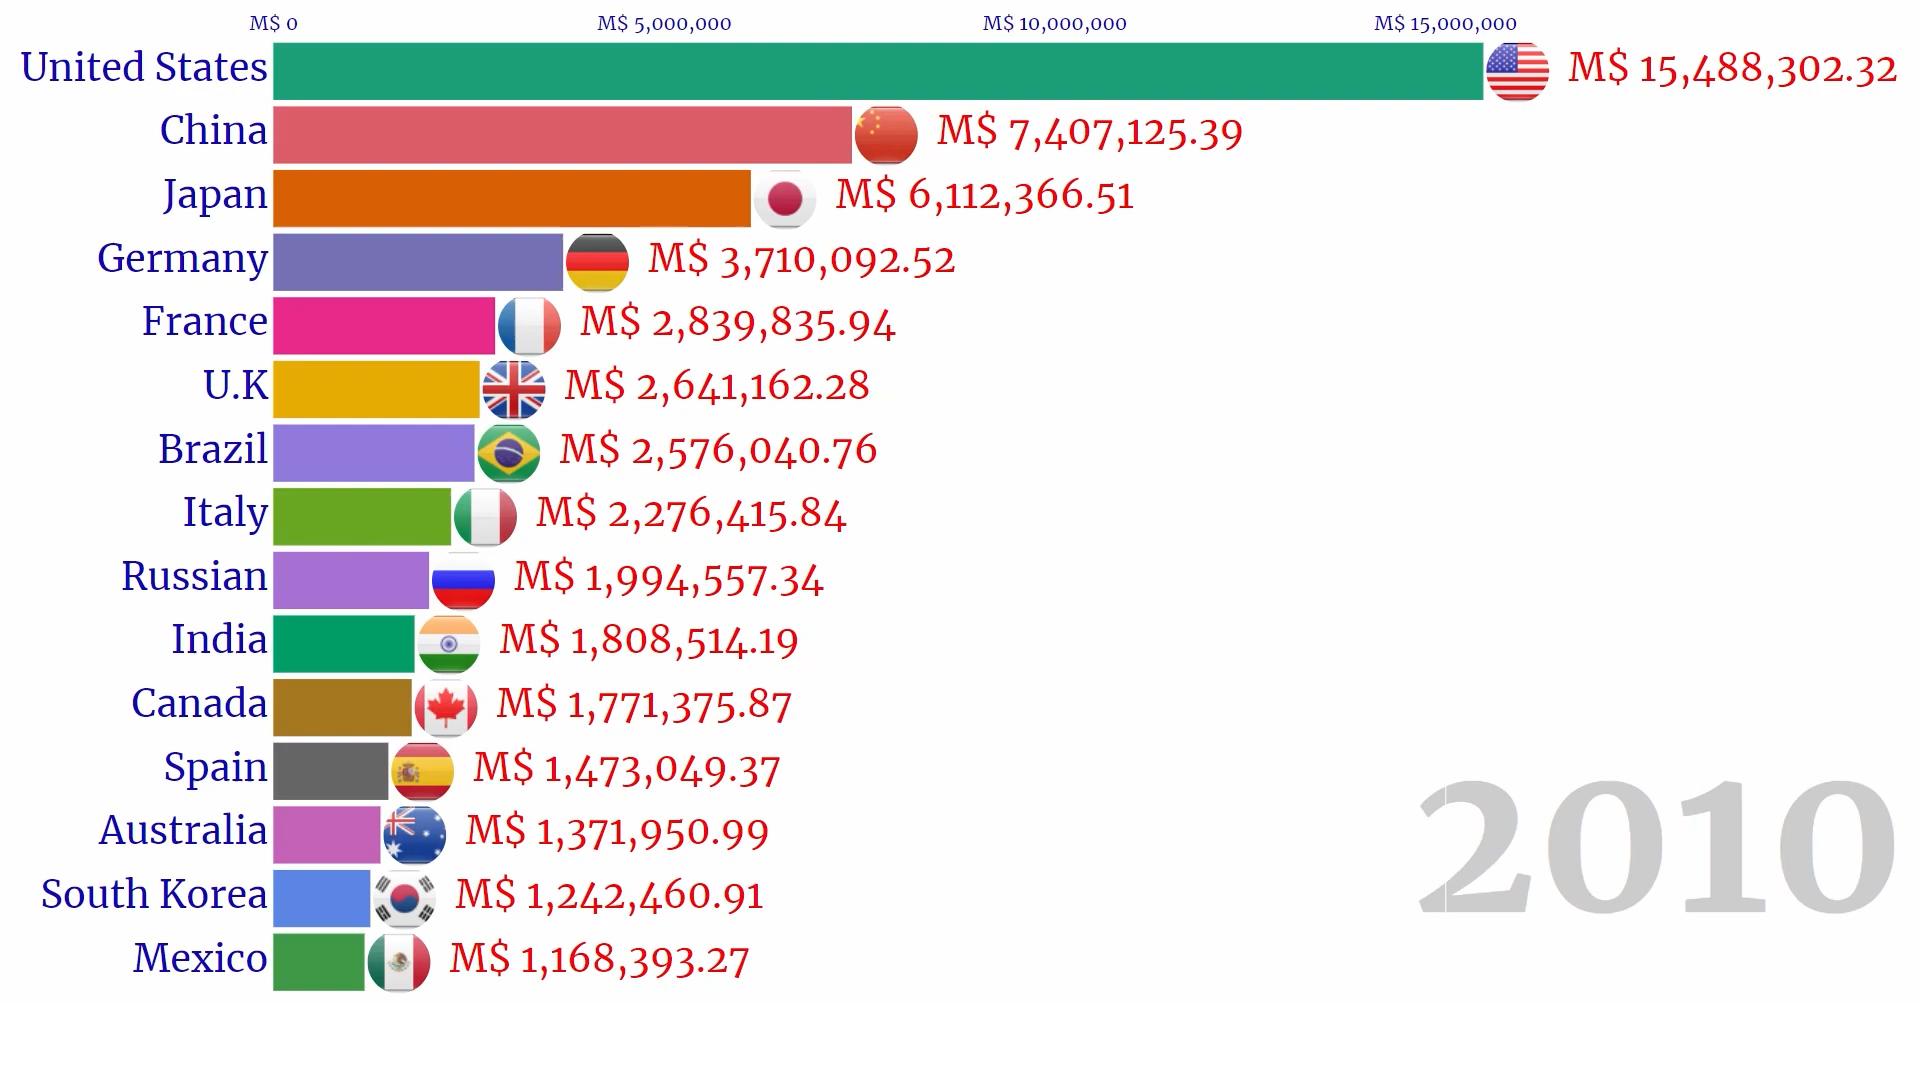 M$ 0 M$ 5,000,000 M$ 10,000,000 M$ 15,000,000
United States M$ 15,488,302.32
China M$ 7,407,125.39
Japan M$ 6,112,366.51
Germany M$ 3,710,092.52
France M$ 2,839,835.94
U.K M$ 2,641,162.28
Brazil M$ 2,576,040.76
Italy M$ 2,276,415.84
Russian M$ 1,994,557.34
India M$ 1,808,514.19
Canada M$ 1,771,375.87
Spain M$ 1,473,049.37
Australia M$ 1,371,950.99
South Korea M$ 1,242,460.91
Mexico M$ 1,168,393.27
2010